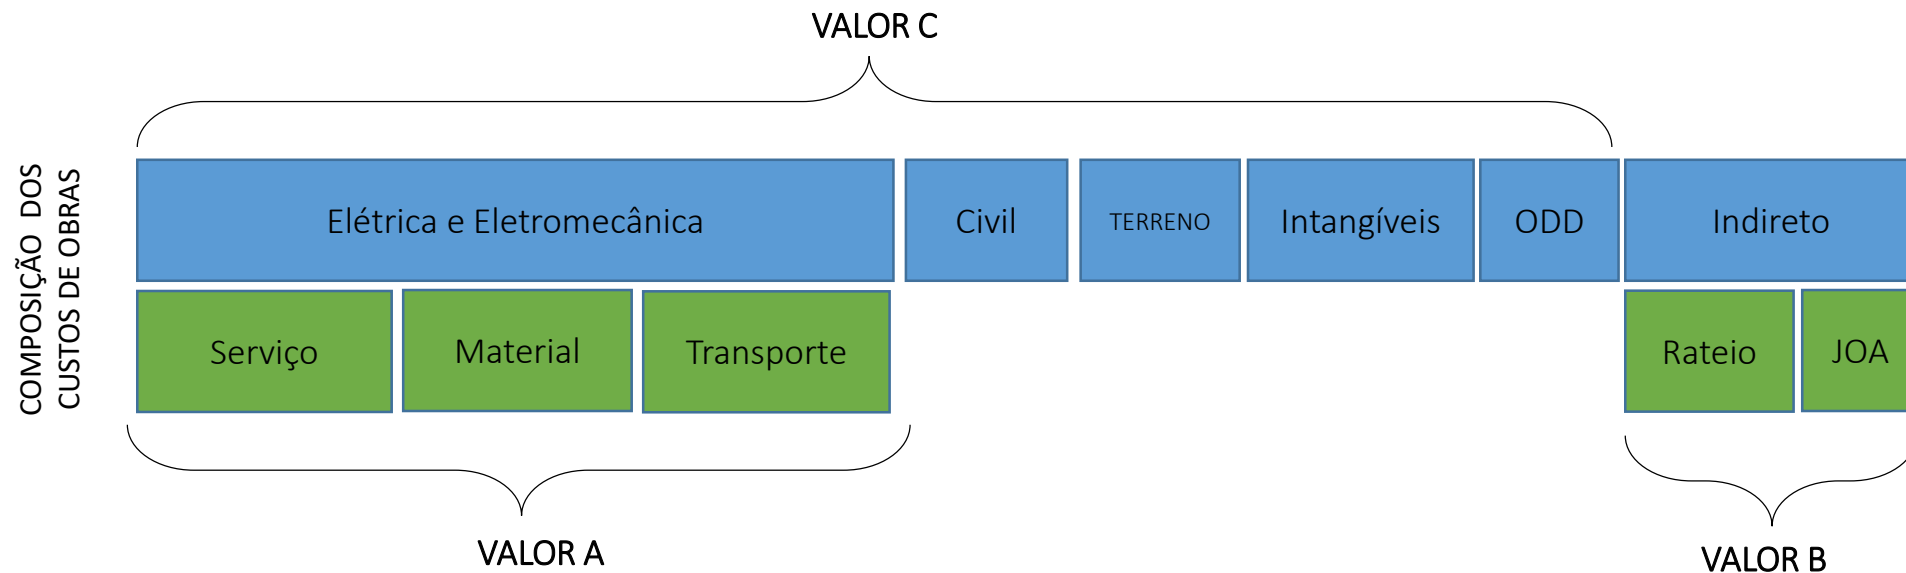 VALOR C
COMPOSIÇÃO DOS
CUSTOS DE OBRAS
Elétrica e Eletromecânica
Civil
TERRENO
Intangíveis
ODD
Indireto
Serviço
Material
Transporte
Rateio
JOA
VALOR A
VALOR B